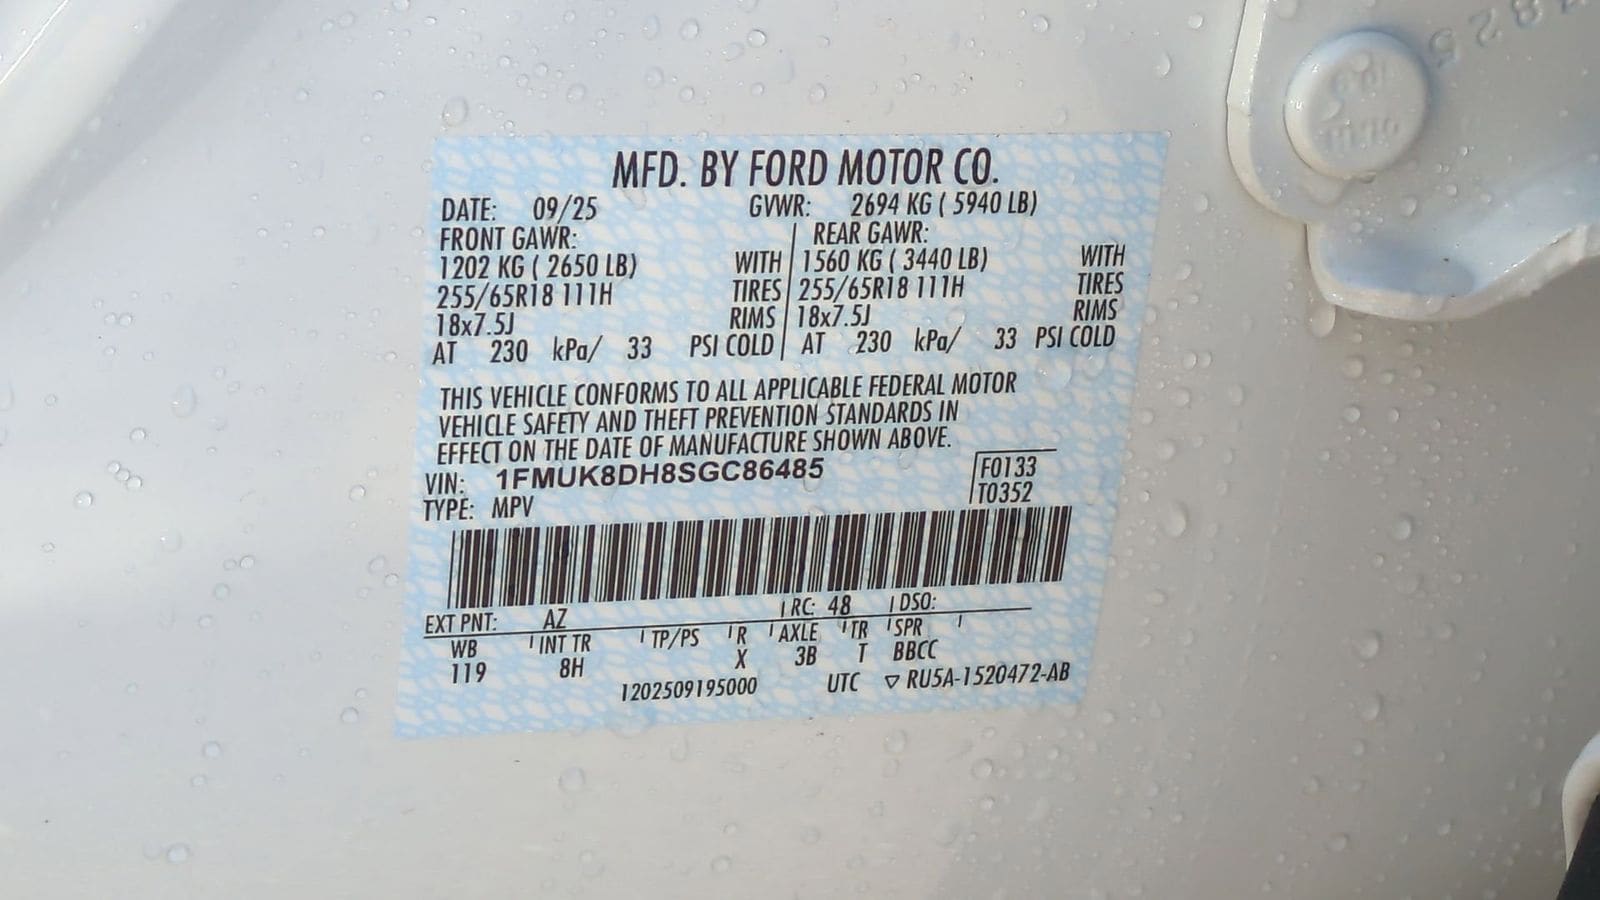 MFD. BY FORD MOTOR CO.
DATE: 09/25 GVWR: 2694 KG ( 5940 LB)
FRONT GAWR: REAR GAWR:
1202 KG ( 2650 LB) WITH 1560 KG ( 3440 LB) WITH
255/65R18 111H TIRES 255/65R18 111H TIRES
18x7.5J RIMS 18x7.5J RIMS
AT 230 kPa/ 33 PSI COLD AT 230 kPa/ 33 PSI COLD
THIS VEHICLE CONFORMS TO ALL APPLICABLE FEDERAL MOTOR
VEHICLE SAFETY AND THEFT PREVENTION STANDARDS IN
EFFECT ON THE DATE OF MANUFACTURE SHOWN ABOVE.
VIN: 1FMUK8DH8SGC86485 F0133
TYPE: MPV T0352
EXT PNT: AZ RC: 48 DSO:
WB INT TR TP/PS R AXLE TR SPR
119 8H X 3B T BBCC
1202509195000 UTC ▽ RU5A-1520472-AB